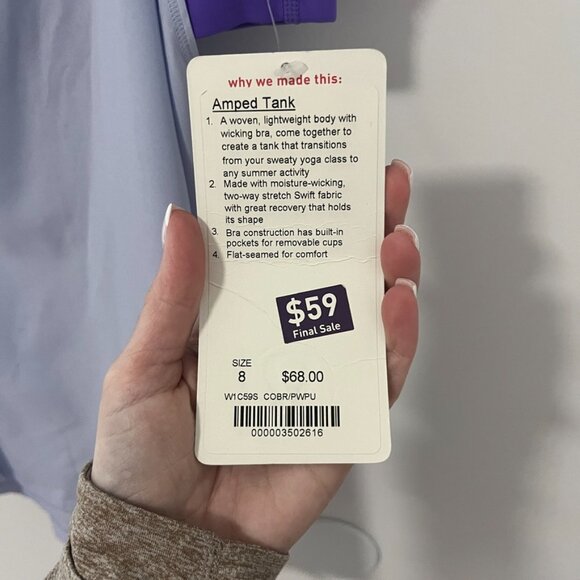 why we made this:
Amped Tank
1. A woven, lightweight body with
wicking bra, come together to
create a tank that transitions
from your sweaty yoga class to
any summer activity
2. Made with moisture-wicking,
two-way stretch Swift fabric
with great recovery that holds
its shape
3. Bra construction has built-in
pockets for removable cups
4. Flat-seamed for comfort
$59
Final Sale
SIZE
8 $68.00
W1C59S COBR/PWPU
000003502616